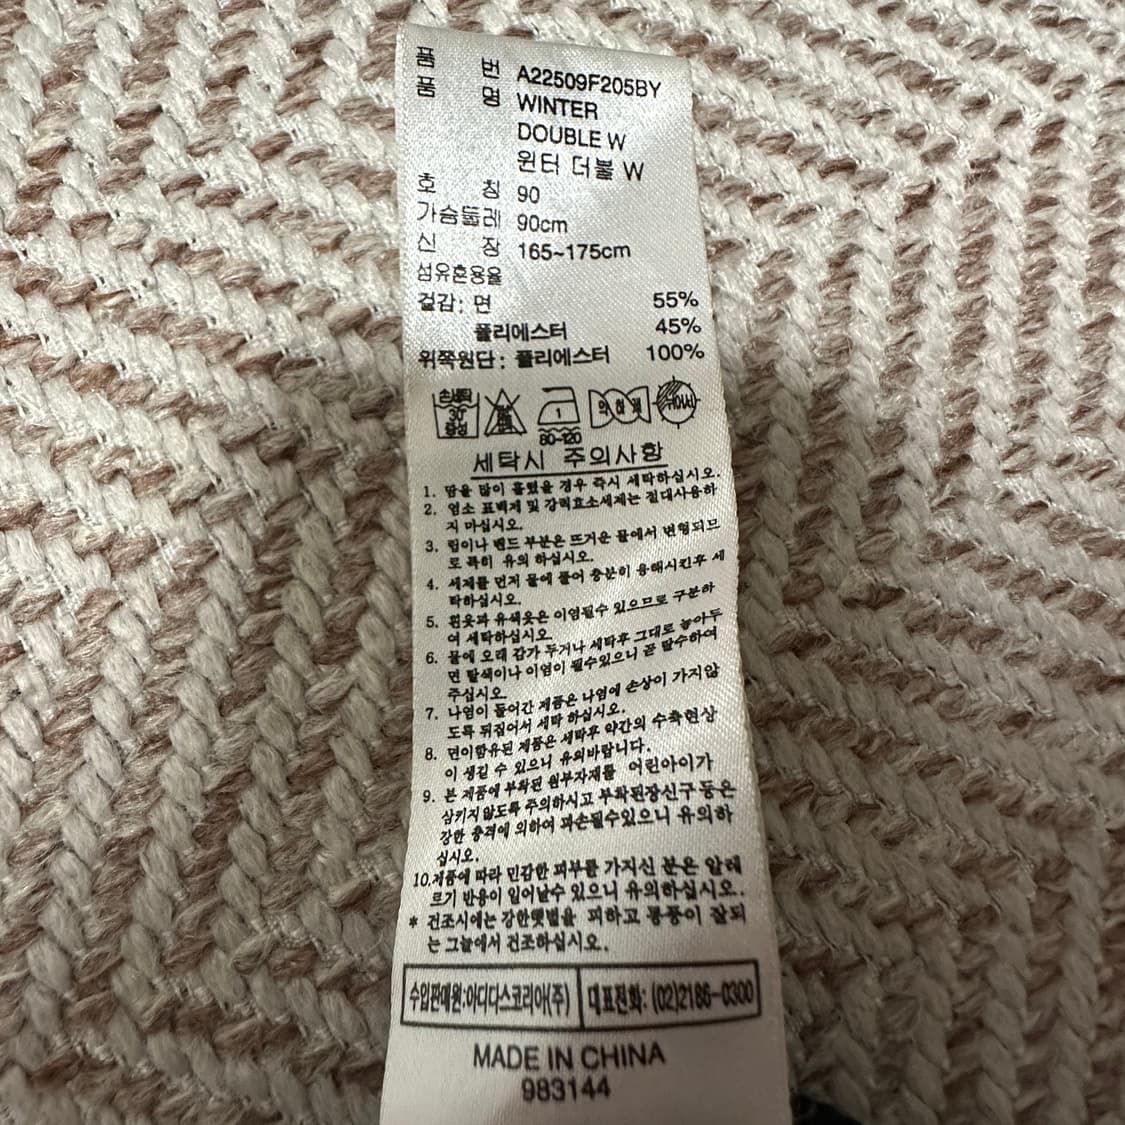 품 번 A22509F205BY
품 명 WINTER
DOUBLE W
윈터 더블 W
호 칭 90
가슴둘레 90cm
신 장 165~175cm
섬유혼용율
겉감: 면 55%
폴리에스터 45%
위쪽원단: 폴리에스터 100%
손세탁
30°
중성
1
약하게
80-120
세탁시 주의사항
1. 땀을 많이 흘렸을 경우 즉시 세탁하십시오.
2. 염소 표백제 및 강력효소세제는 절대사용하
지 마십시오.
3. 립이나 밴드 부분은 뜨거운 물에서 변형되므
로 특히 유의 하십시오.
4. 세제를 먼저 물에 풀어 충분히 용해시킨후 세
탁하십시오.
5. 흰옷과 유색옷은 이염될수 있으므로 구분하
여 세탁하십시오
6. 물에 오래 담가 두거나 세탁후 그대로 놓아두
면 탈색이나 이염이 될수있으니 곧 탈수하여
주십시오
7. 나염이 들어간 제품은 나염에 손상이 가지않
도록 뒤집어서 세탁 하십시오.
8. 면이함유된 제품은 세탁후 약간의 수축현상
이 생길 수 있으니 유의바랍니다.
9. 본 제품에 부착된 원부자재를 어린아이가
삼키지않도록 주의하시고 부착된장신구등은
강한 충격에 의하여 파손될수있으니 유의하
십시오.
10.제품에 따라 민감한 피부를 가지신 분은 알레
르기 반응이 일어날수 있으니 유의하십시오.
* 건조시에는 강한햇볕을 피하고 통풍이 잘되
는 그늘에서 건조하십시오.
수입판매원:아디다스코리아(주) 대표전화: (02)2186-0300
MADE IN CHINA
983144